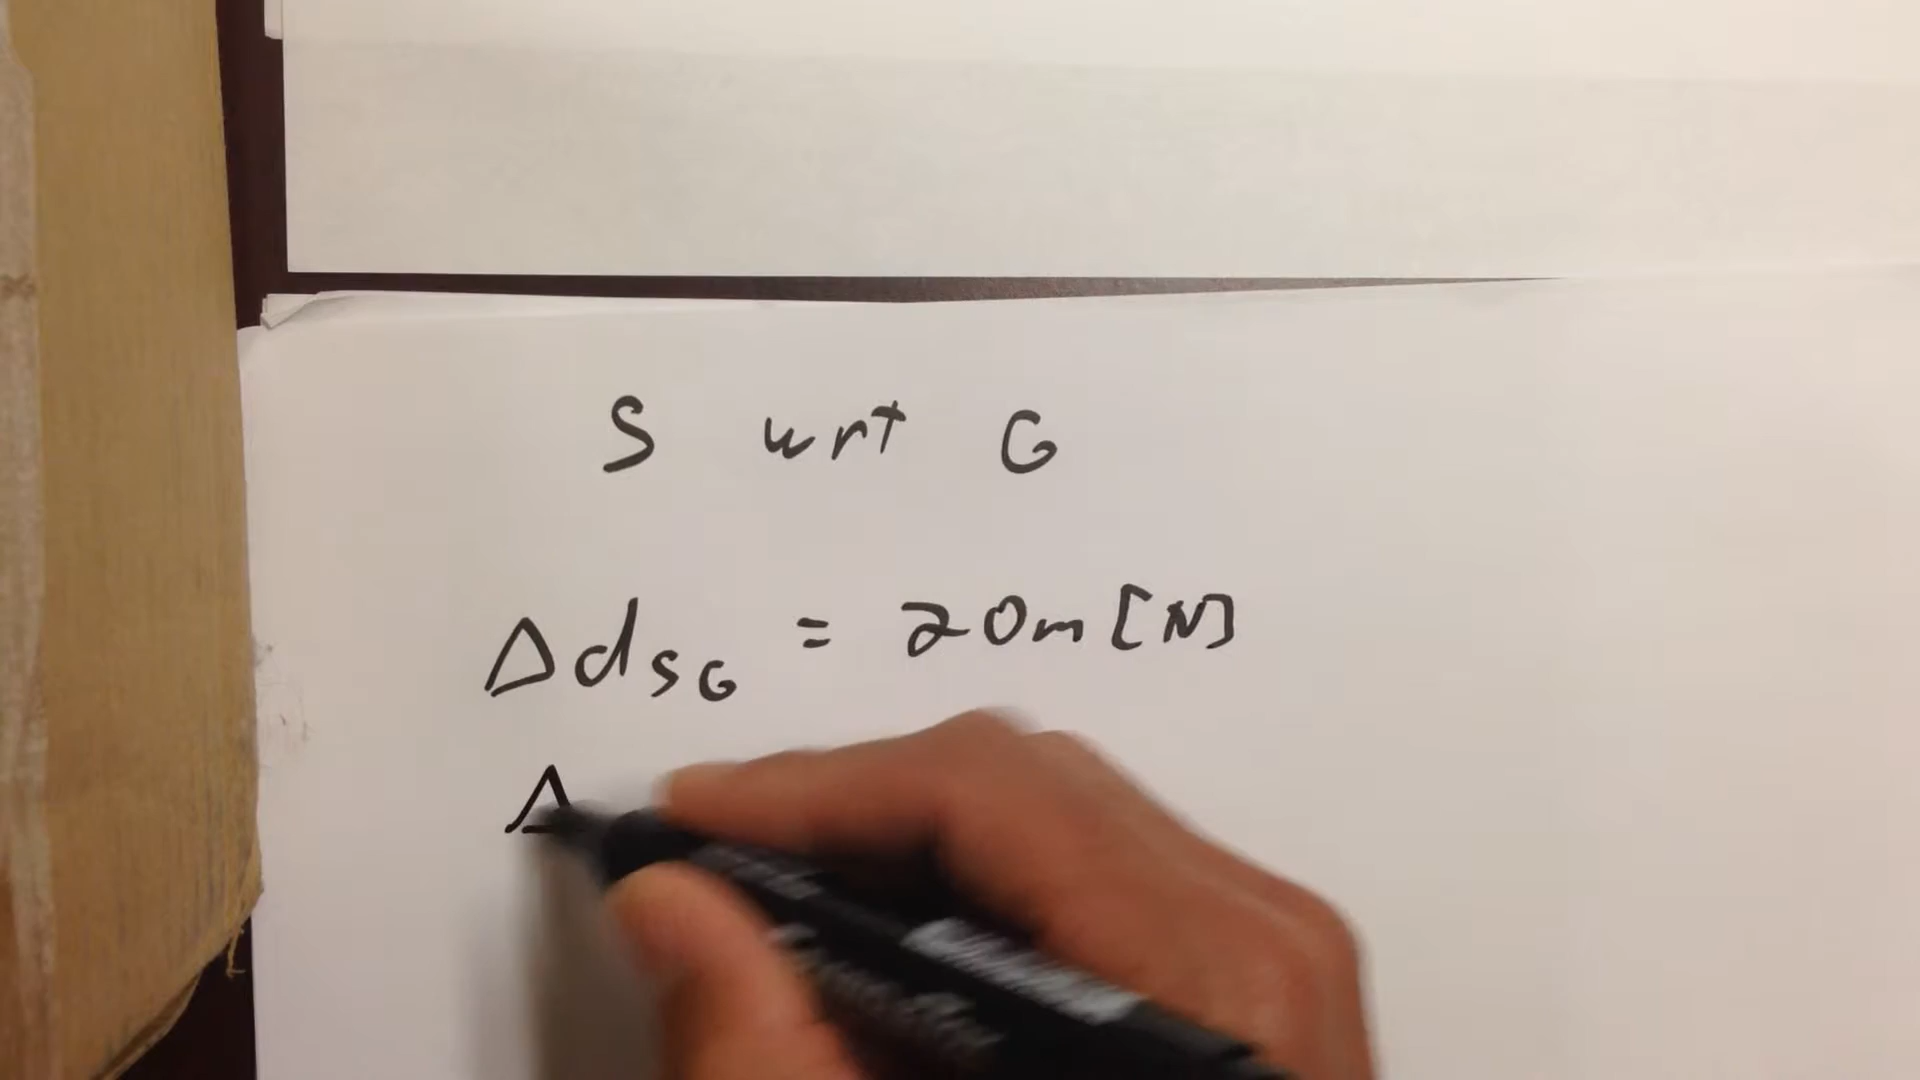 S wrt G
Δd_SG = 20m [N]
Δ